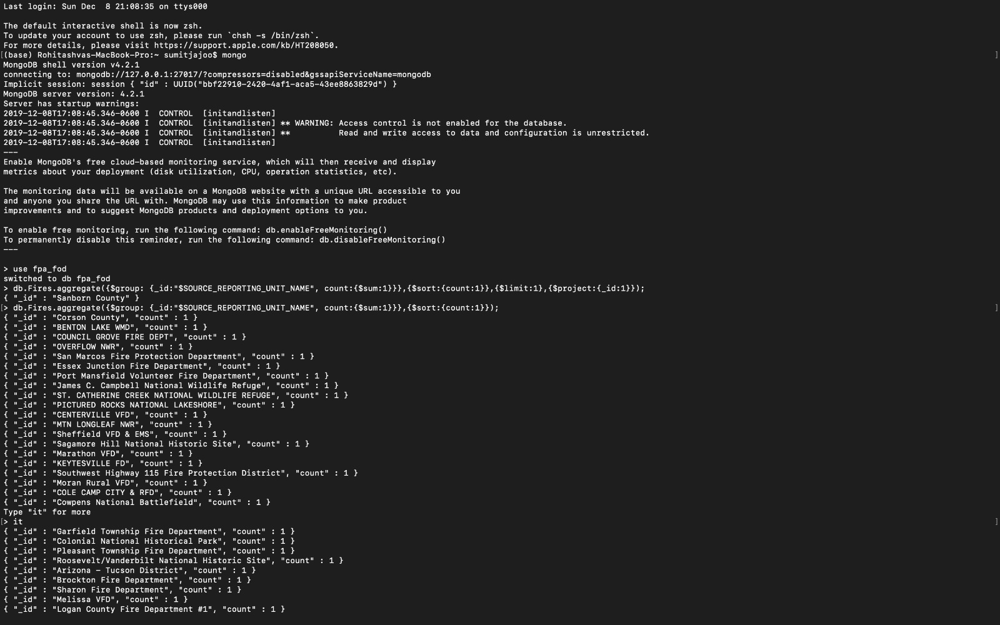 Last login: Sun Dec  8 21:08:35 on ttys000

The default interactive shell is now zsh.
To update your account to use zsh, please run `chsh -s /bin/zsh`.
For more details, please visit https://support.apple.com/kb/HT208050.
[(base) Rohitashvas-MacBook-Pro:~ sumitjajoo$ mongo ]
MongoDB shell version v4.2.1
connecting to: mongodb://127.0.0.1:27017/?compressors=disabled&gssapiServiceName=mongodb
Implicit session: session { "id" : UUID("bbf22910-2420-4af1-aca5-43ee8863829d") }
MongoDB server version: 4.2.1
Server has startup warnings:
2019-12-08T17:08:45.346-0600 I  CONTROL  [initandlisten]
2019-12-08T17:08:45.346-0600 I  CONTROL  [initandlisten] ** WARNING: Access control is not enabled for the database.
2019-12-08T17:08:45.346-0600 I  CONTROL  [initandlisten] **          Read and write access to data and configuration is unrestricted.
2019-12-08T17:08:45.346-0600 I  CONTROL  [initandlisten]
---
Enable MongoDB's free cloud-based monitoring service, which will then receive and display
metrics about your deployment (disk utilization, CPU, operation statistics, etc).

The monitoring data will be available on a MongoDB website with a unique URL accessible to you
and anyone you share the URL with. MongoDB may use this information to make product
improvements and to suggest MongoDB products and deployment options to you.

To enable free monitoring, run the following command: db.enableFreeMonitoring()
To permanently disable this reminder, run the following command: db.disableFreeMonitoring()
---

> use fpa_fod
switched to db fpa_fod
> db.Fires.aggregate({$group: {_id:"$SOURCE_REPORTING_UNIT_NAME", count:{$sum:1}}},{$sort:{count:1}},{$limit:1},{$project:{_id:1}});
{ "_id" : "Sanborn County" }
[> db.Fires.aggregate({$group: {_id:"$SOURCE_REPORTING_UNIT_NAME", count:{$sum:1}}},{$sort:{count:1}}); ]
{ "_id" : "Corson County", "count" : 1 }
{ "_id" : "BENTON LAKE WMD", "count" : 1 }
{ "_id" : "COUNCIL GROVE FIRE DEPT", "count" : 1 }
{ "_id" : "OVERFLOW NWR", "count" : 1 }
{ "_id" : "San Marcos Fire Protection Department", "count" : 1 }
{ "_id" : "Essex Junction Fire Department", "count" : 1 }
{ "_id" : "Port Mansfield Volunteer Fire Department", "count" : 1 }
{ "_id" : "James C. Campbell National Wildlife Refuge", "count" : 1 }
{ "_id" : "ST. CATHERINE CREEK NATIONAL WILDLIFE REFUGE", "count" : 1 }
{ "_id" : "PICTURED ROCKS NATIONAL LAKESHORE", "count" : 1 }
{ "_id" : "CENTERVILLE VFD", "count" : 1 }
{ "_id" : "MTN LONGLEAF NWR", "count" : 1 }
{ "_id" : "Sheffield VFD & EMS", "count" : 1 }
{ "_id" : "Sagamore Hill National Historic Site", "count" : 1 }
{ "_id" : "Marathon VFD", "count" : 1 }
{ "_id" : "KEYTESVILLE FD", "count" : 1 }
{ "_id" : "Southwest Highway 115 Fire Protection District", "count" : 1 }
{ "_id" : "Moran Rural VFD", "count" : 1 }
{ "_id" : "COLE CAMP CITY & RFD", "count" : 1 }
{ "_id" : "Cowpens National Battlefield", "count" : 1 }
Type "it" for more
[> it ]
{ "_id" : "Garfield Township Fire Department", "count" : 1 }
{ "_id" : "Colonial National Historical Park", "count" : 1 }
{ "_id" : "Pleasant Township Fire Department", "count" : 1 }
{ "_id" : "Roosevelt/Vanderbilt National Historic Site", "count" : 1 }
{ "_id" : "Arizona - Tucson District", "count" : 1 }
{ "_id" : "Brockton Fire Department", "count" : 1 }
{ "_id" : "Sharon Fire Department", "count" : 1 }
{ "_id" : "Melissa VFD", "count" : 1 }
{ "_id" : "Logan County Fire Department #1", "count" : 1 }